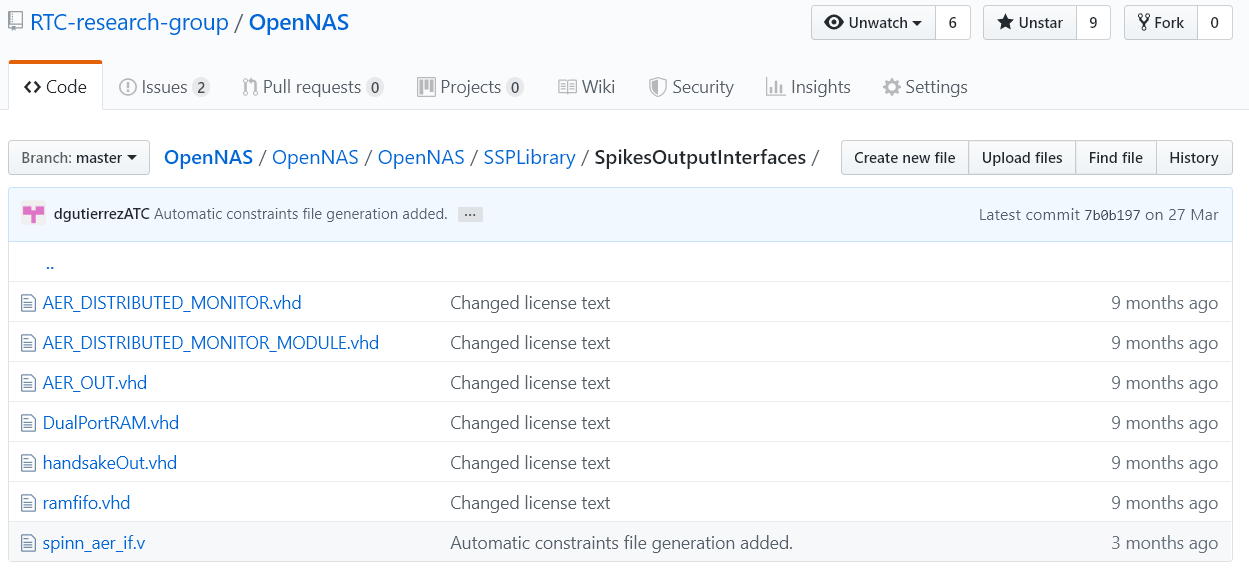 RTC-research-group / OpenNAS Unwatch 6 Unstar 9 Fork 0
Code Issues 2 Pull requests 0 Projects 0 Wiki Security Insights Settings
Branch: master OpenNAS / OpenNAS / OpenNAS / SSPLibrary / SpikesOutputInterfaces / Create new file Upload files Find file History
dgutierrezATC Automatic constraints file generation added. ... Latest commit 7b0b197 on 27 Mar
..
AER_DISTRIBUTED_MONITOR.vhd Changed license text 9 months ago
AER_DISTRIBUTED_MONITOR_MODULE.vhd Changed license text 9 months ago
AER_OUT.vhd Changed license text 9 months ago
DualPortRAM.vhd Changed license text 9 months ago
handsakeOut.vhd Changed license text 9 months ago
ramfifo.vhd Changed license text 9 months ago
spinn_aer_if.v Automatic constraints file generation added. 3 months ago